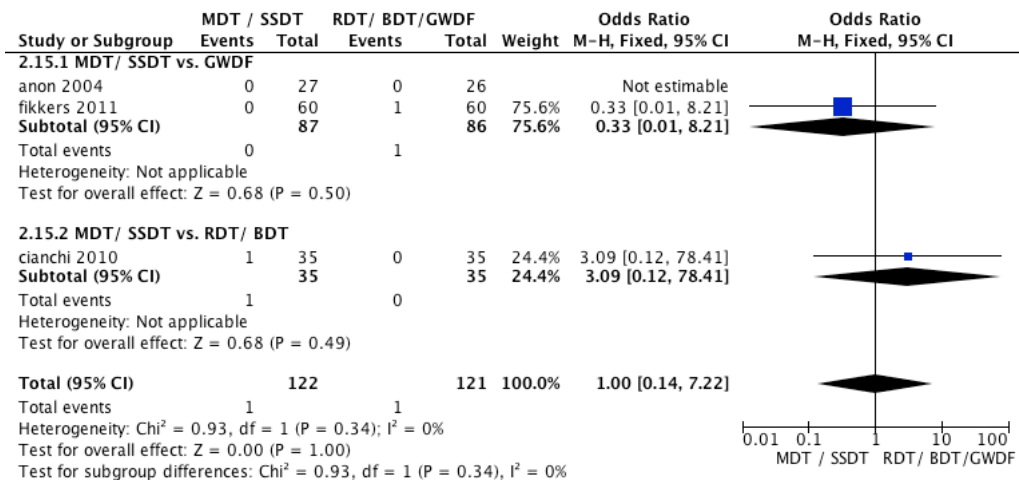 MDT / SSDT RDT/ BDT/GWDF Odds Ratio Odds Ratio
Study or Subgroup Events Total Events Total Weight M-H, Fixed, 95% CI M-H, Fixed, 95% CI
2.15.1 MDT/ SSDT vs. GWDF
anon 2004 0 27 0 26 Not estimable
fikkers 2011 0 60 1 60 75.6% 0.33 [0.01, 8.21]
Subtotal (95% CI) 87 86 75.6% 0.33 [0.01, 8.21]
Total events 0 1
Heterogeneity: Not applicable
Test for overall effect: Z = 0.68 (P = 0.50)
2.15.2 MDT/ SSDT vs. RDT/ BDT
cianchi 2010 1 35 0 35 24.4% 3.09 [0.12, 78.41]
Subtotal (95% CI) 35 35 24.4% 3.09 [0.12, 78.41]
Total events 1 0
Heterogeneity: Not applicable
Test for overall effect: Z = 0.68 (P = 0.49)
Total (95% CI) 122 121 100.0% 1.00 [0.14, 7.22]
Total events 1 1
Heterogeneity: Chi² = 0.93, df = 1 (P = 0.34); I² = 0%
Test for overall effect: Z = 0.00 (P = 1.00)
Test for subgroup differences: Chi² = 0.93, df = 1 (P = 0.34), I² = 0%
0.01 0.1 1 10 100
MDT / SSDT RDT/ BDT/GWDF